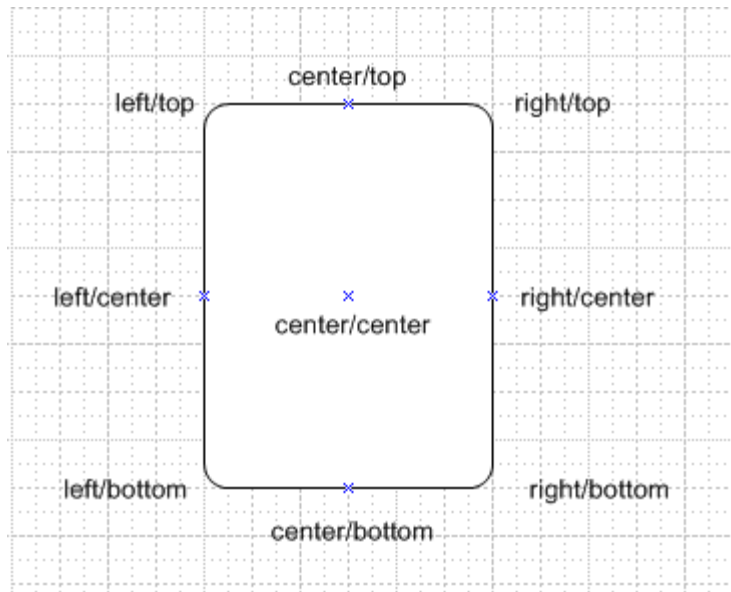 center/top
left/top
right/top
left/center
right/center
center/center
left/bottom
right/bottom
center/bottom